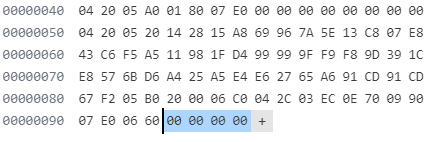 00000040 04 20 05 A0 01 80 07 E0 00 00 00 00 00 00 00 00
00000050 04 20 05 20 14 28 15 A8 69 96 7A 5E 13 C8 07 E8
00000060 43 C6 F5 A5 11 98 1F D4 99 99 9F F9 F8 9D 39 1C
00000070 E8 57 6B D6 A4 25 A5 E4 E6 27 65 A6 91 CD 91 CD
00000080 67 F2 05 B0 20 00 06 C0 04 2C 03 EC 0E 70 09 90
00000090 07 E0 06 60 00 00 00 00 +